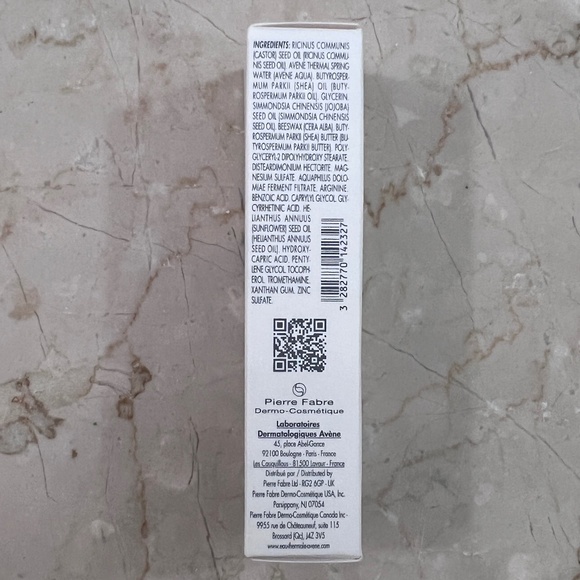 INGREDIENTS: RICINUS COMMUNIS
(CASTOR) SEED OIL (RICINUS COMMU-
NIS SEED OIL). AVENE THERMAL SPRING
WATER (AVENE AQUA). BUTYROSPER-
MUM PARKII (SHEA) OIL (BUTY-
ROSPERMUM PARKII OIL). GLYCERIN.
SIMMONDSIA CHINENSIS (JOJOBA)
SEED OIL (SIMMONDSIA CHINENSIS
SEED OIL). BEESWAX (CERA ALBA). BUTY-
ROSPERMUM PARKII (SHEA) BUTTER (BU-
TYROSPERMUM PARKII BUTTER). POLY-
GLYCERYL-2 DIPOLYHYDROXY STEARATE.
DISTEARDIMONIUM HECTORITE. MAG-
NESIUM SULFATE. AQUAPHILUS DOLO-
MIAE FERMENT FILTRATE. ARGININE.
BENZOIC ACID. CAPRYLYL GLYCOL. GLY-
CYRRHETINIC ACID. HE-
LIANTHUS ANNUUS
(SUNFLOWER) SEED OIL
(HELIANTHUS ANNUUS
SEED OIL). HYDROXY-
CAPRIC ACID. PENTY-
LENE GLYCOL. TOCOPH-
EROL. TROMETHAMINE.
XANTHAN GUM. ZINC
SULFATE.
3 282770 142327
Pierre Fabre
Dermo-Cosmétique
Laboratoires
Dermatologiques Avène
45, place Abel-Gance
92100 Boulogne - Paris - France
Les Cauquillous - 81500 Lavaur - France
Distribué par / Distributed by
Pierre Fabre Ltd - RG2 6GP - UK
Pierre Fabre Dermo-Cosmétique USA, Inc.
Parsippany, NJ 07054
Pierre Fabre Dermo-Cosmétique Canada Inc -
9955 rue de Châteauneuf, suite 115
Brossard (Qc), J4Z 3V5
www.eauthermale-avene.com